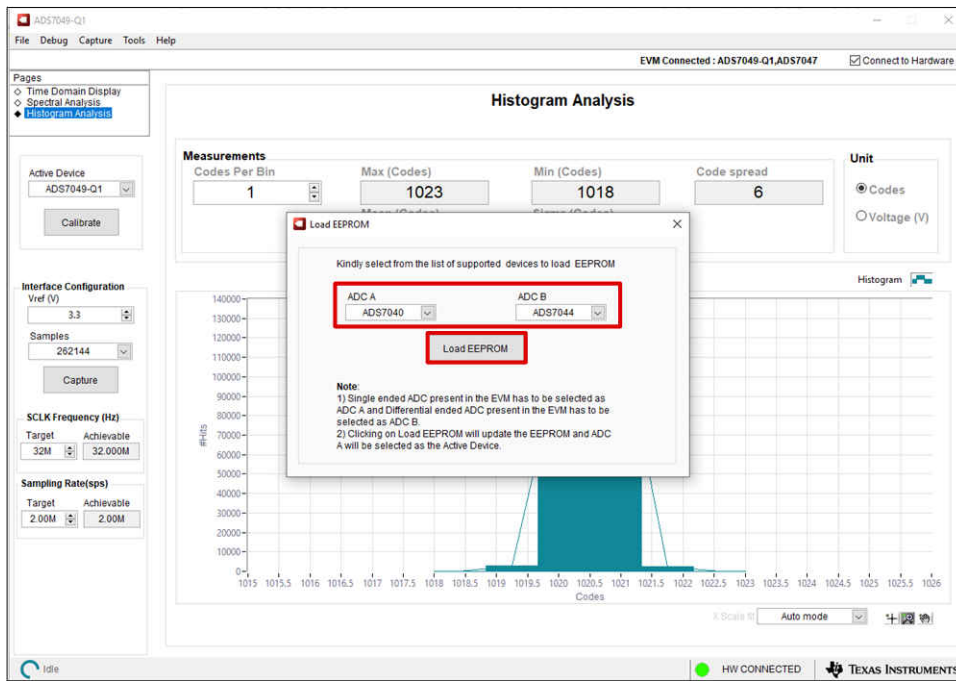 ADS7049-Q1
File Debug Capture Tools Help
EVM Connected : ADS7049-Q1,ADS7047
Connect to Hardware
Pages
Time Domain Display
Spectral Analysis
Histogram Analysis
Histogram Analysis
Active Device
ADS7049-Q1
Calibrate
Interface Configuration
Vref (V)
3.3
Samples
262144
Capture
SCLK Frequency (Hz)
Target Achievable
32M 32.000M
Sampling Rate(sps)
Target Achievable
2.00M 2.00M
Measurements
Codes Per Bin Max (Codes) Min (Codes) Code spread
1 1023 1018 6
Unit
Codes
Voltage (V)
Load EEPROM
Kindly select from the list of supported devices to load EEPROM
ADC A ADC B
ADS7040 ADS7044
Load EEPROM
Note:
1) Single ended ADC present in the EVM has to be selected as
ADC A and Differential ended ADC present in the EVM has to be
selected as ADC B.
2) Clicking on Load EEPROM will update the EEPROM and ADC
A will be selected as the Active Device.
Histogram
140000
130000
120000
110000
100000
90000
80000
70000
60000
50000
40000
30000
20000
10000
0
#Hits
1015 1015.5 1016 1016.5 1017 1017.5 1018 1018.5 1019 1019.5 1020 1020.5 1021 1021.5 1022 1022.5 1023 1023.5 1024 1024.5 1025 1025.5 1026
Codes
Auto mode
Idle
HW CONNECTED
TEXAS INSTRUMENTS